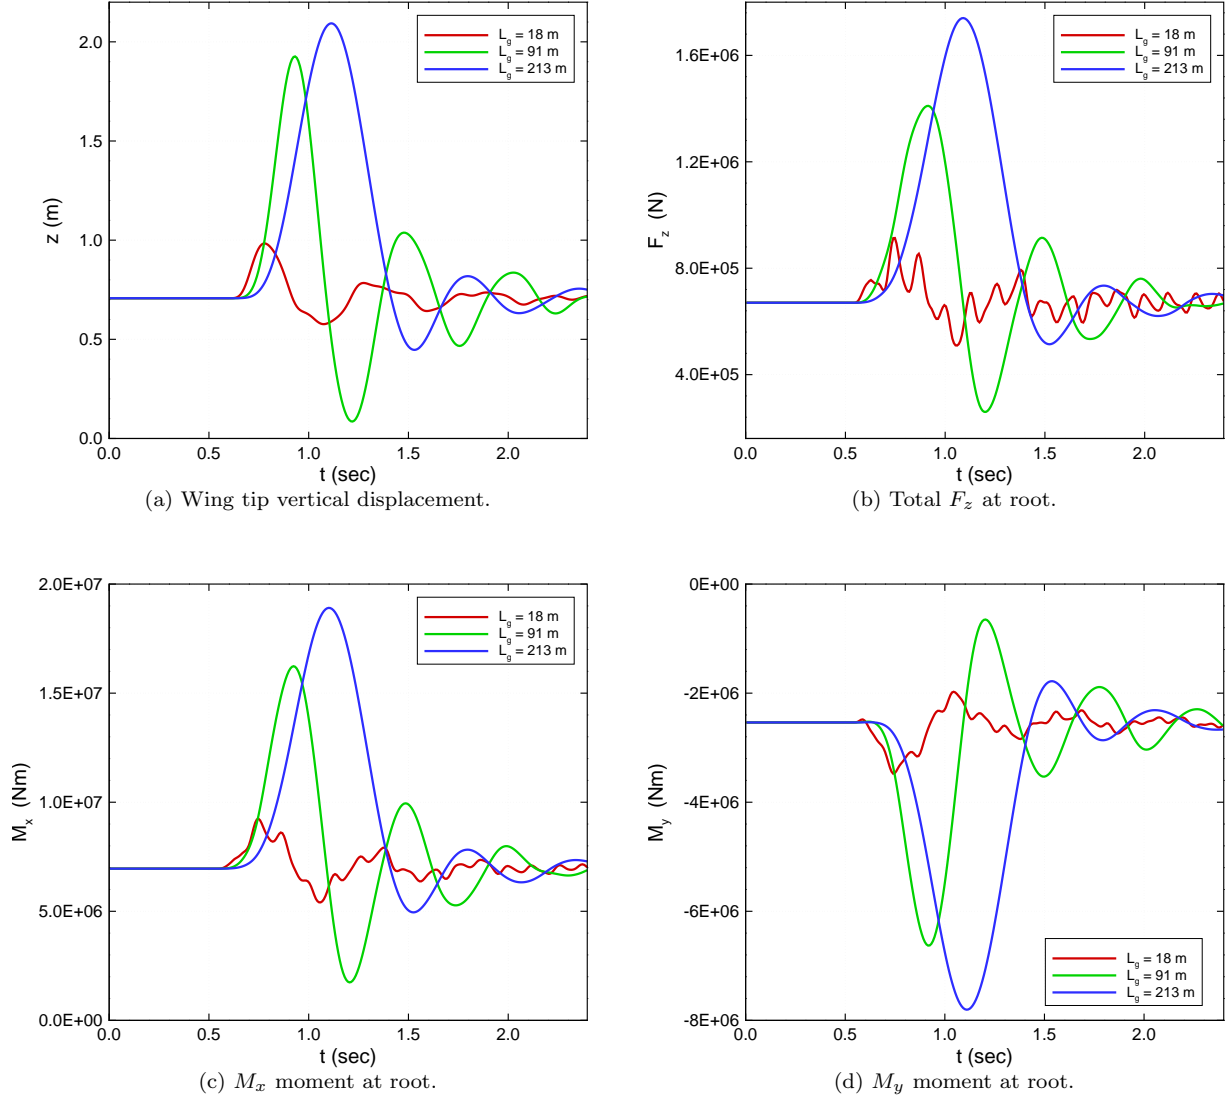 2.0
1.5
1.0
0.5
0.0
z (m)
0.0 0.5 1.0 1.5 2.0
t (sec)
L_g = 18 m
L_g = 91 m
L_g = 213 m
(a) Wing tip vertical displacement.
1.6E+06
1.2E+06
8.0E+05
4.0E+05
F_z (N)
0.0 0.5 1.0 1.5 2.0
t (sec)
L_g = 18 m
L_g = 91 m
L_g = 213 m
(b) Total F_z at root.
2.0E+07
1.5E+07
1.0E+07
5.0E+06
0.0E+00
M_x (Nm)
0.0 0.5 1.0 1.5 2.0
t (sec)
L_g = 18 m
L_g = 91 m
L_g = 213 m
(c) M_x moment at root.
0E+00
-2E+06
-4E+06
-6E+06
-8E+06
M_y (Nm)
0.0 0.5 1.0 1.5 2.0
t (sec)
L_g = 18 m
L_g = 91 m
L_g = 213 m
(d) M_y moment at root.